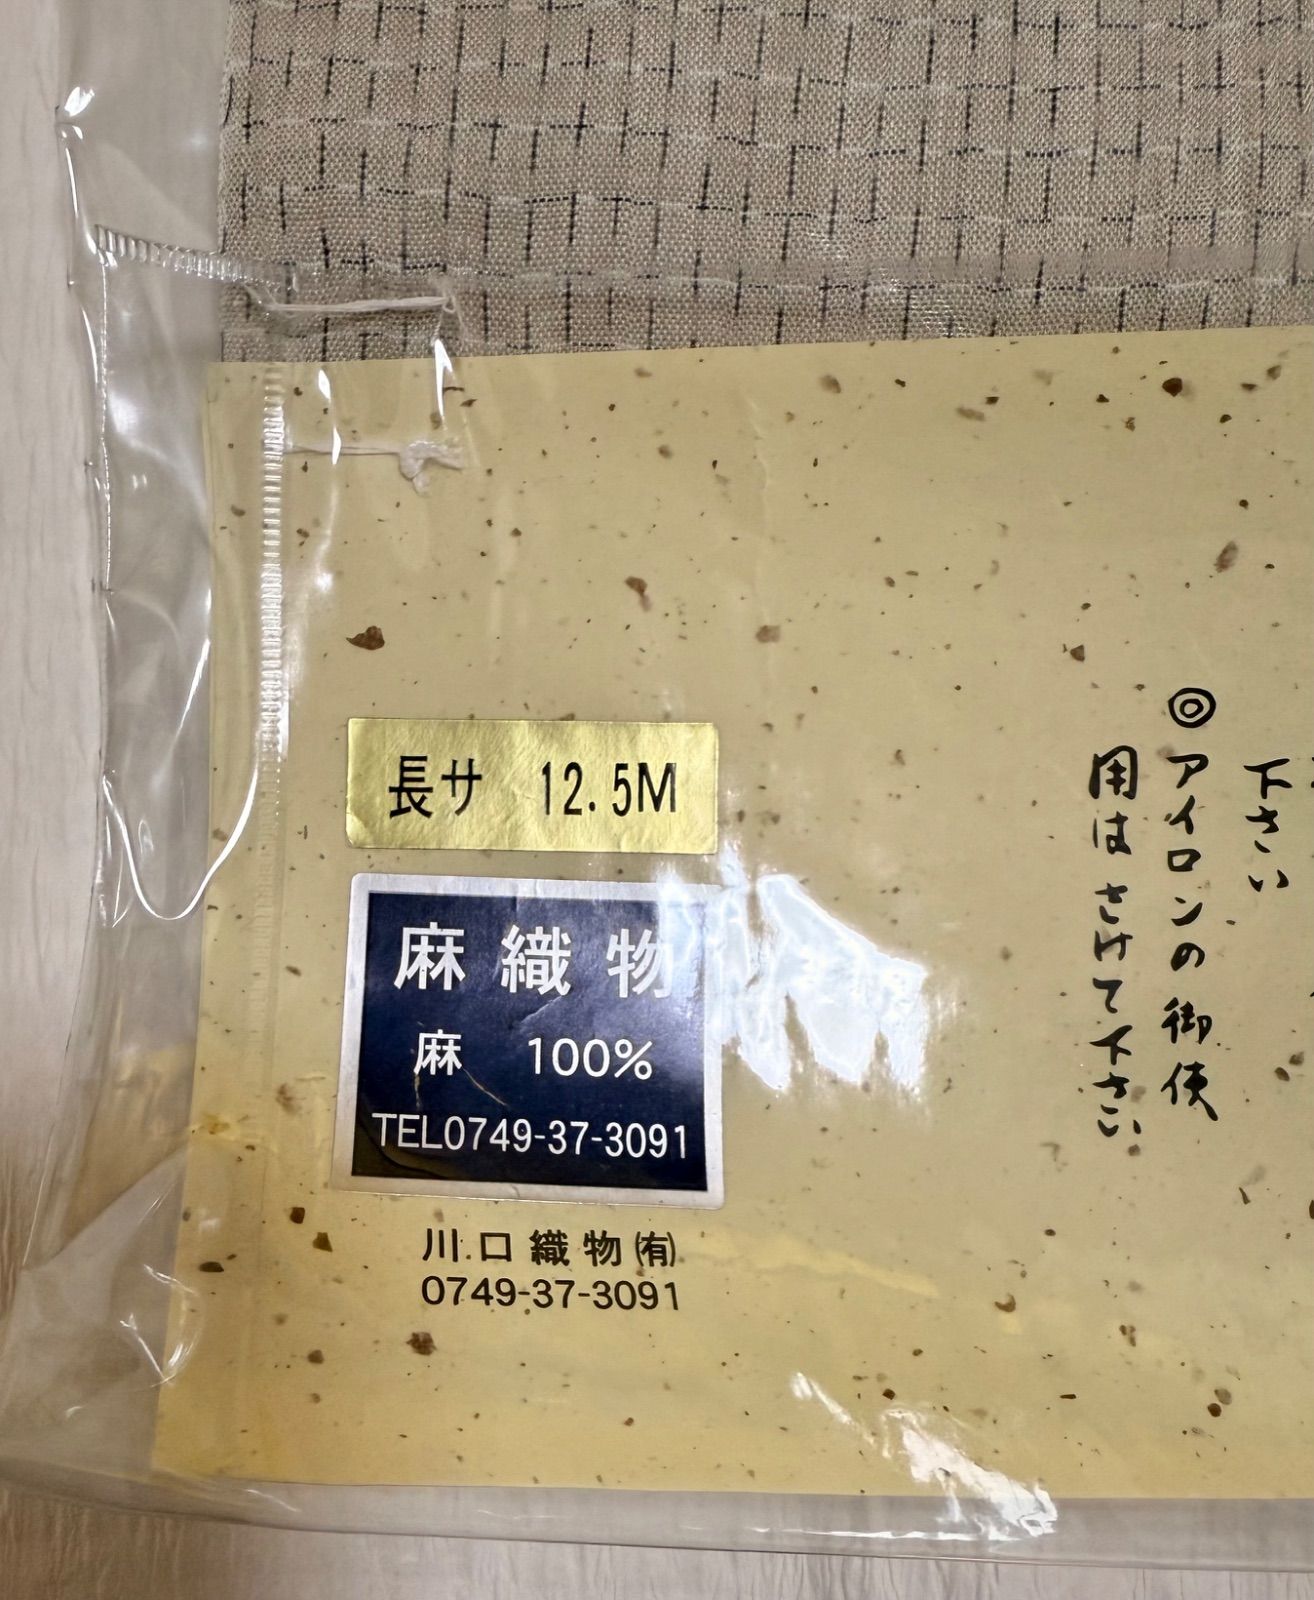 長サ 12.5M
麻織物
麻 100%
TEL0749-37-3091
川口織物㈲
0749-37-3091
下さい
◎アイロンの御使
用はさけて下さい